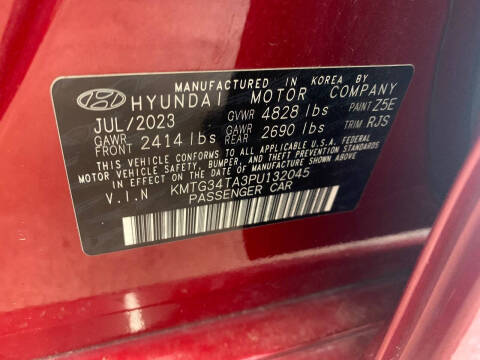 MANUFACTURED IN KOREA BY
HYUNDAI MOTOR COMPANY
JUL/2023 GVWR 4828 lbs PAINT Z5E
GAWR FRONT 2414 lbs GAWR REAR 2690 lbs TRIM RJS
THIS VEHICLE CONFORMS TO ALL APPLICABLE U.S.A. FEDERAL
MOTOR VEHICLE SAFETY, BUMPER, AND THEFT PREVENTION STANDARDS
IN EFFECT ON THE DATE OF MANUFACTURE SHOWN ABOVE.
V.I.N KMTG34TA3PU132045
PASSENGER CAR